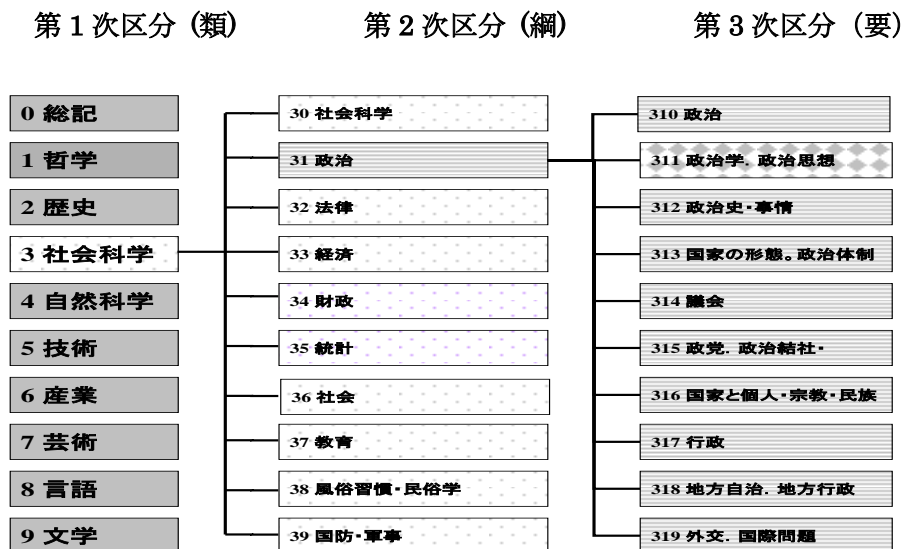 第１次区分（類）
第２次区分（綱）
第３次区分（要）
0 総記
1 哲学
2 歴史
3 社会科学
4 自然科学
5 技術
6 産業
7 芸術
8 言語
9 文学
30 社会科学
31 政治
32 法律
33 経済
34 財政
35 統計
36 社会
37 教育
38 風俗習慣・民俗学
39 国防・軍事
310 政治
311 政治学．政治思想
312 政治史・事情
313 国家の形態。政治体制
314 議会
315 政党．政治結社・
316 国家と個人・宗教・民族
317 行政
318 地方自治．地方行政
319 外交．国際問題